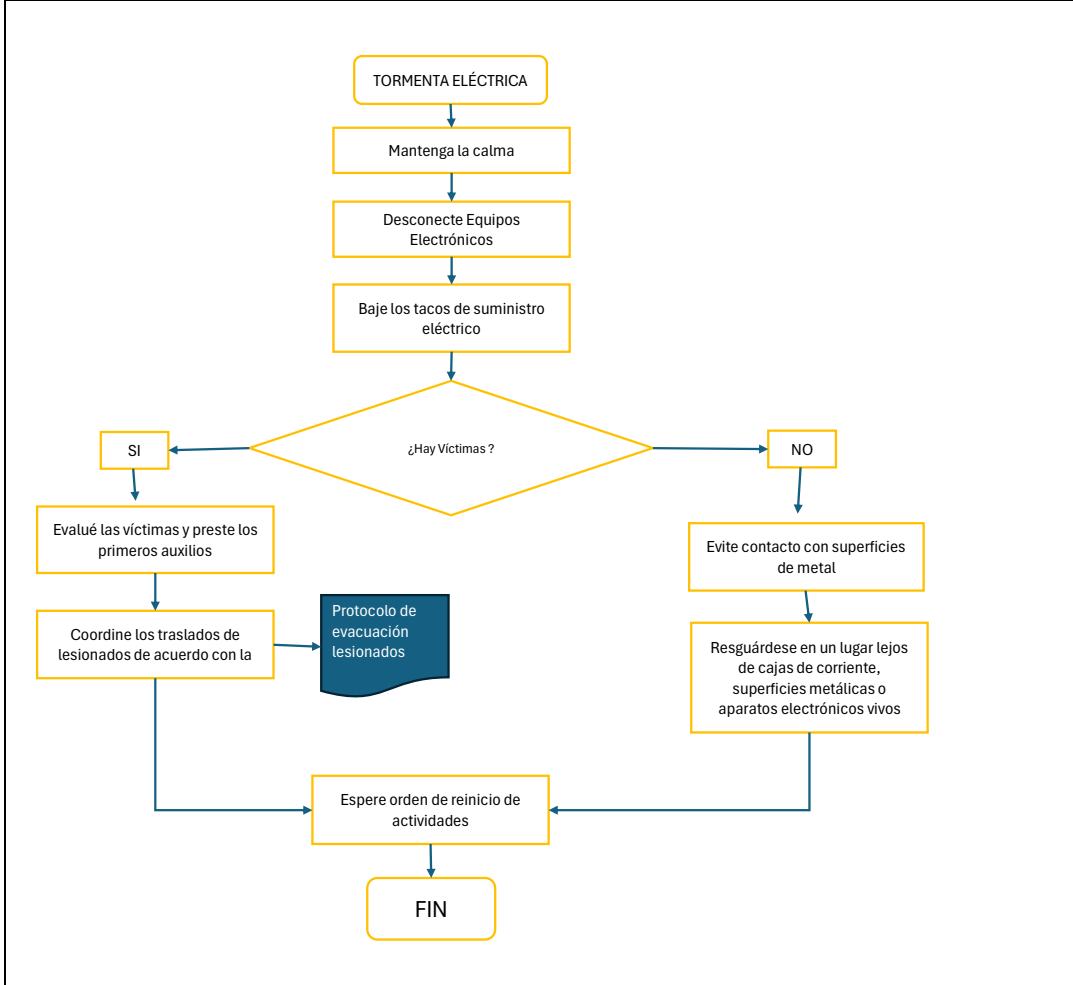 TORMENTA ELÉCTRICA
Mantenga la calma
Desconecte Equipos
Electrónicos
Baje los tacos de suministro
eléctrico
¿Hay Víctimas ?
SI
NO
Evalué las víctimas y preste los
primeros auxilios
Evite contacto con superficies
de metal
Coordine los traslados de
lesionados de acuerdo con la
Protocolo de
evacuación
lesionados
Resguárdese en un lugar lejos
de cajas de corriente,
superficies metálicas o
aparatos electrónicos vivos
Espere orden de reinicio de
actividades
FIN